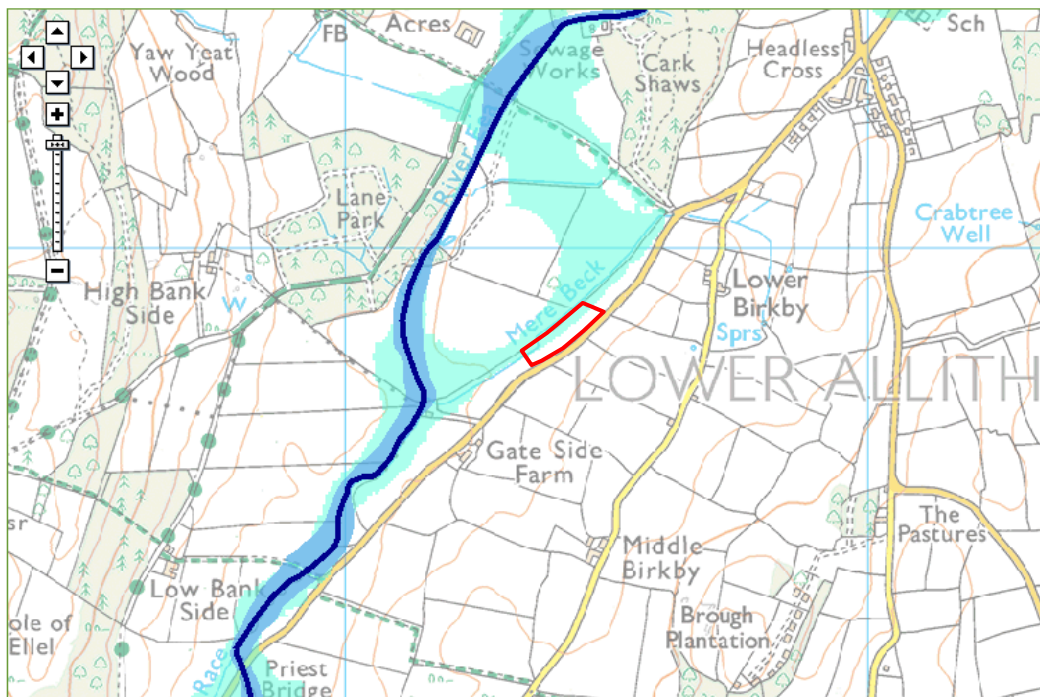 FB
Acres
Sch
Yaw Yeat
Wood
Sewage
Works
Cark
Shaws
Headless
Cross
River E
Lane
Park
Crabtree
Well
High Bank
Side
W
Mere Beck
Lower
Birkby
Sprs
LOWER ALLITH
Gate Side
Farm
The
Pastures
sr
Middle
Birkby
Low Bank
Side
ole of
Ellel
Brough
Plantation
Race
Priest
Bridge